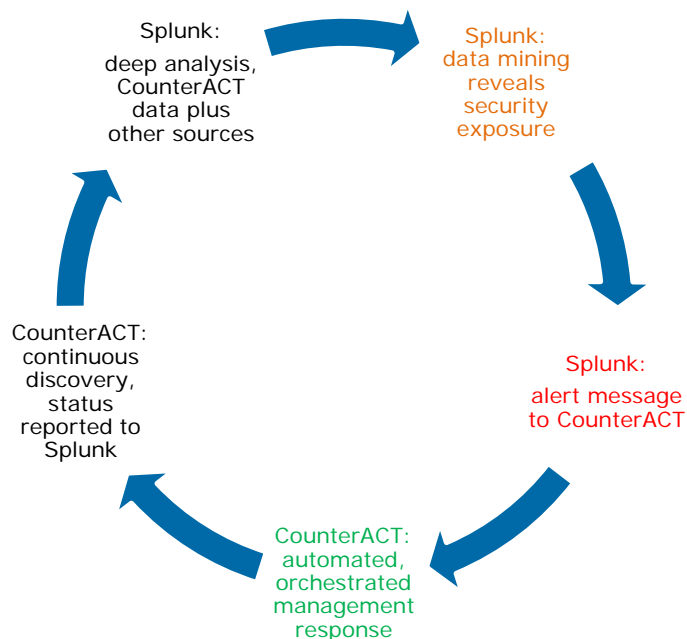 Splunk:
deep analysis,
CounterACT
data plus
other sources
Splunk:
data mining
reveals
security
exposure
Splunk:
alert message
to CounterACT
CounterACT:
automated,
orchestrated
management
response
CounterACT:
continuous
discovery,
status
reported to
Splunk